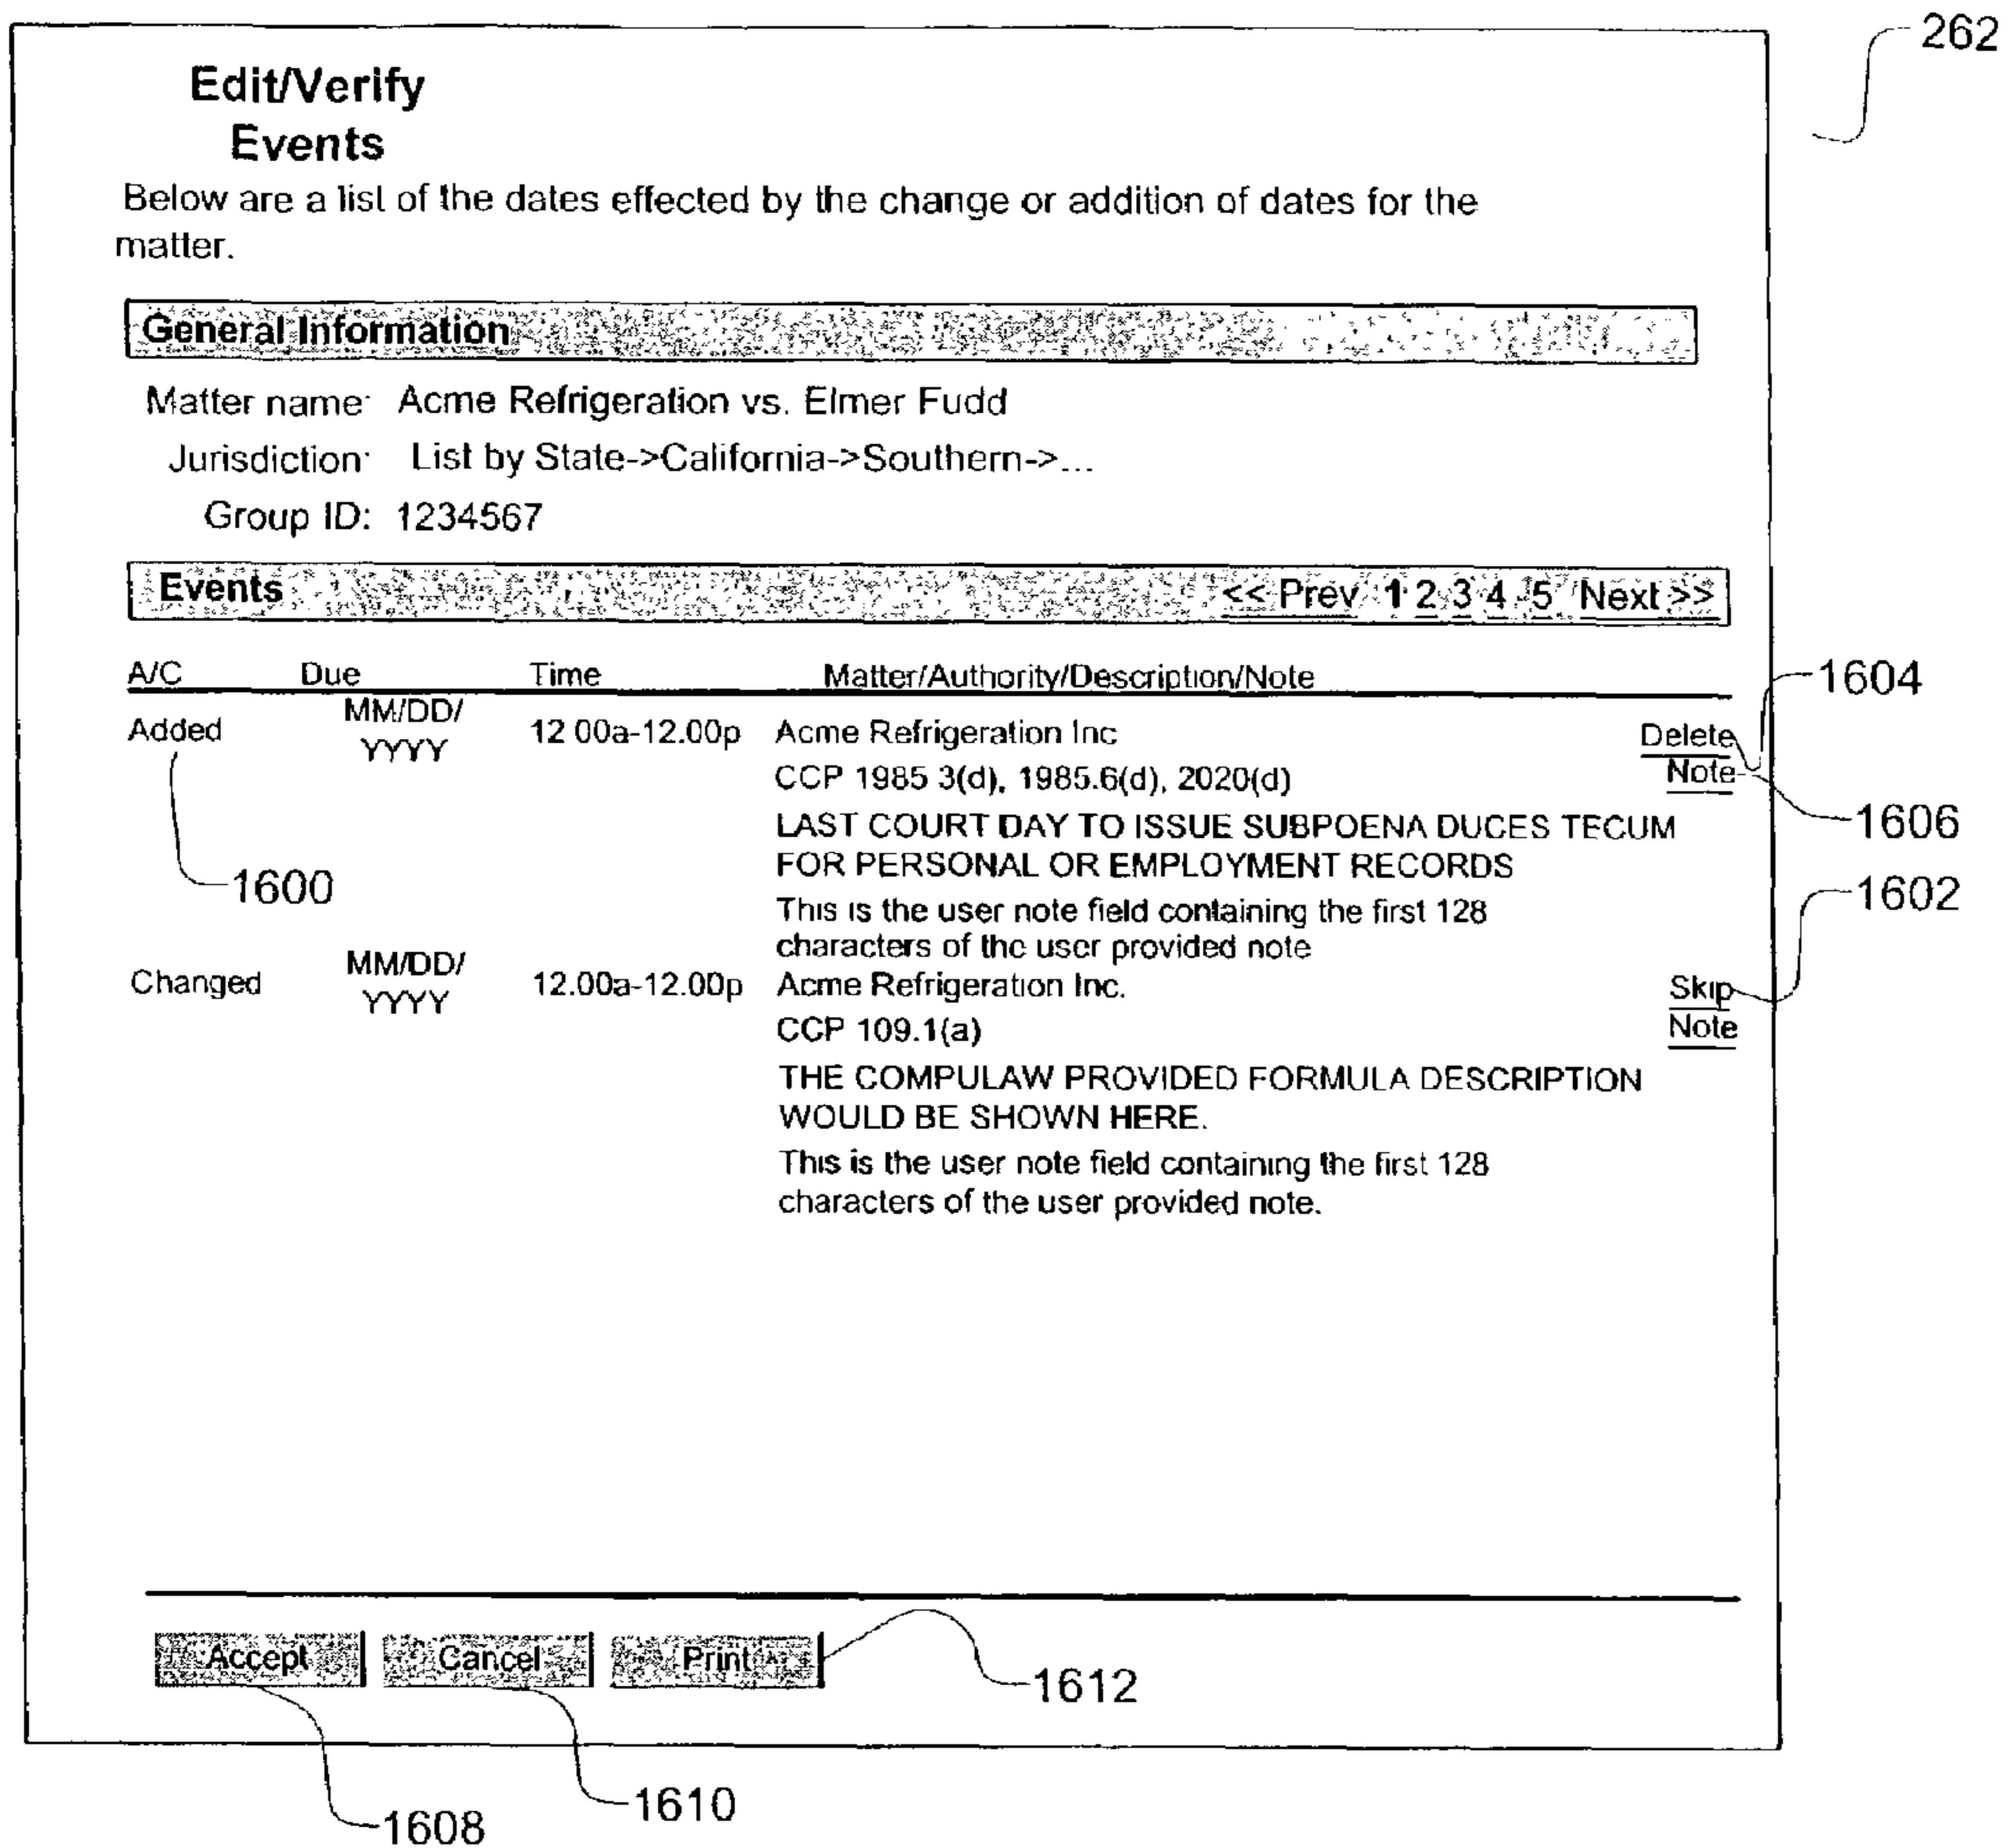 262
Edit/Verify
Events
Below are a list of the dates effected by the change or addition of dates for the
matter.
General Information
Matter name: Acme Refrigeration vs. Elmer Fudd
Jurisdiction: List by State->California->Southern->...
Group ID: 1234567
Events << Prev 1 2 3 4 5 Next >>
A/C Due Time Matter/Authority/Description/Note
1604
Added MM/DD/ 12 00a-12.00p Acme Refrigeration Inc Delete
YYYY
CCP 1985 3(d), 1985.6(d), 2020(d) Note
1606
LAST COURT DAY TO ISSUE SUBPOENA DUCES TECUM
FOR PERSONAL OR EMPLOYMENT RECORDS
1600
1602
This is the user note field containing the first 128
characters of the user provided note
Changed MM/DD/ 12.00a-12.00p Acme Refrigeration Inc. Skip
YYYY
CCP 109.1(a) Note
THE COMPULAW PROVIDED FORMULA DESCRIPTION
WOULD BE SHOWN HERE.
This is the user note field containing the first 128
characters of the user provided note.
Accept Cancel Print
1612
1610
1608